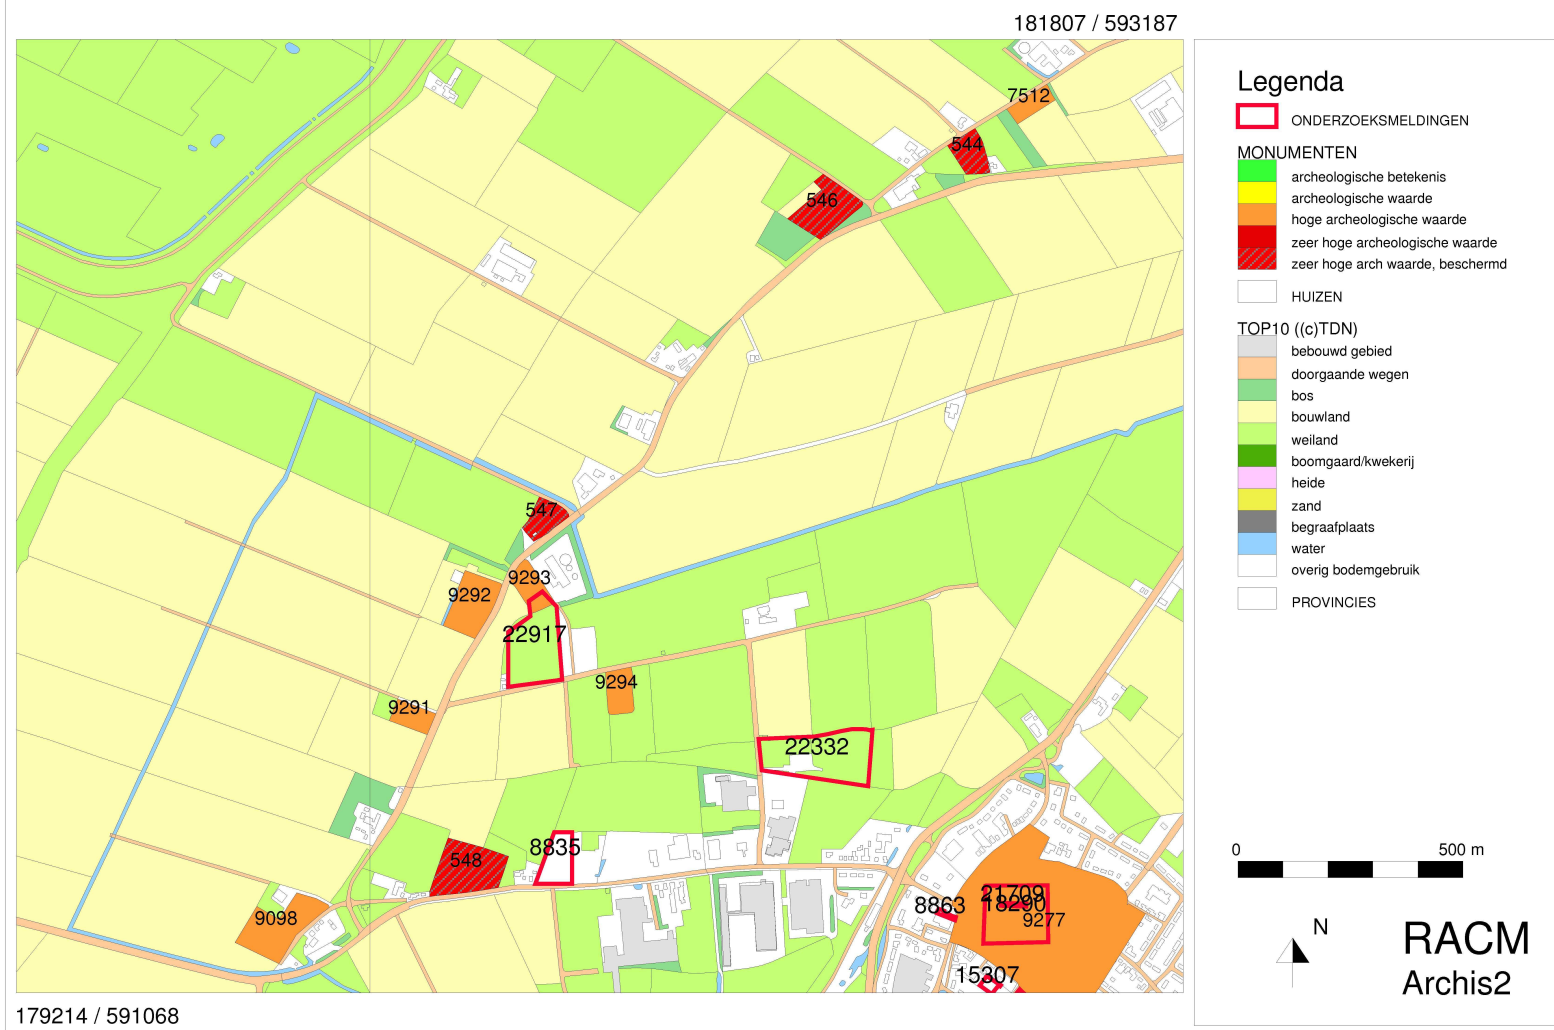 181807 / 593187
7512
544
546
547
9293
9292
22917
9294
9291
22332
8835
548
9098
21709
18290
8863
9277
15307
179214 / 591068
Legenda
ONDERZOEKSMELDINGEN
MONUMENTEN
archeologische betekenis
archeologische waarde
hoge archeologische waarde
zeer hoge archeologische waarde
zeer hoge arch waarde, beschermd
HUIZEN
TOP10 ((c)TDN)
bebouwd gebied
doorgaande wegen
bos
bouwland
weiland
boomgaard/kwekerij
heide
zand
begraafplaats
water
overig bodemgebruik
PROVINCIES
0 500 m
N
RACM
Archis2